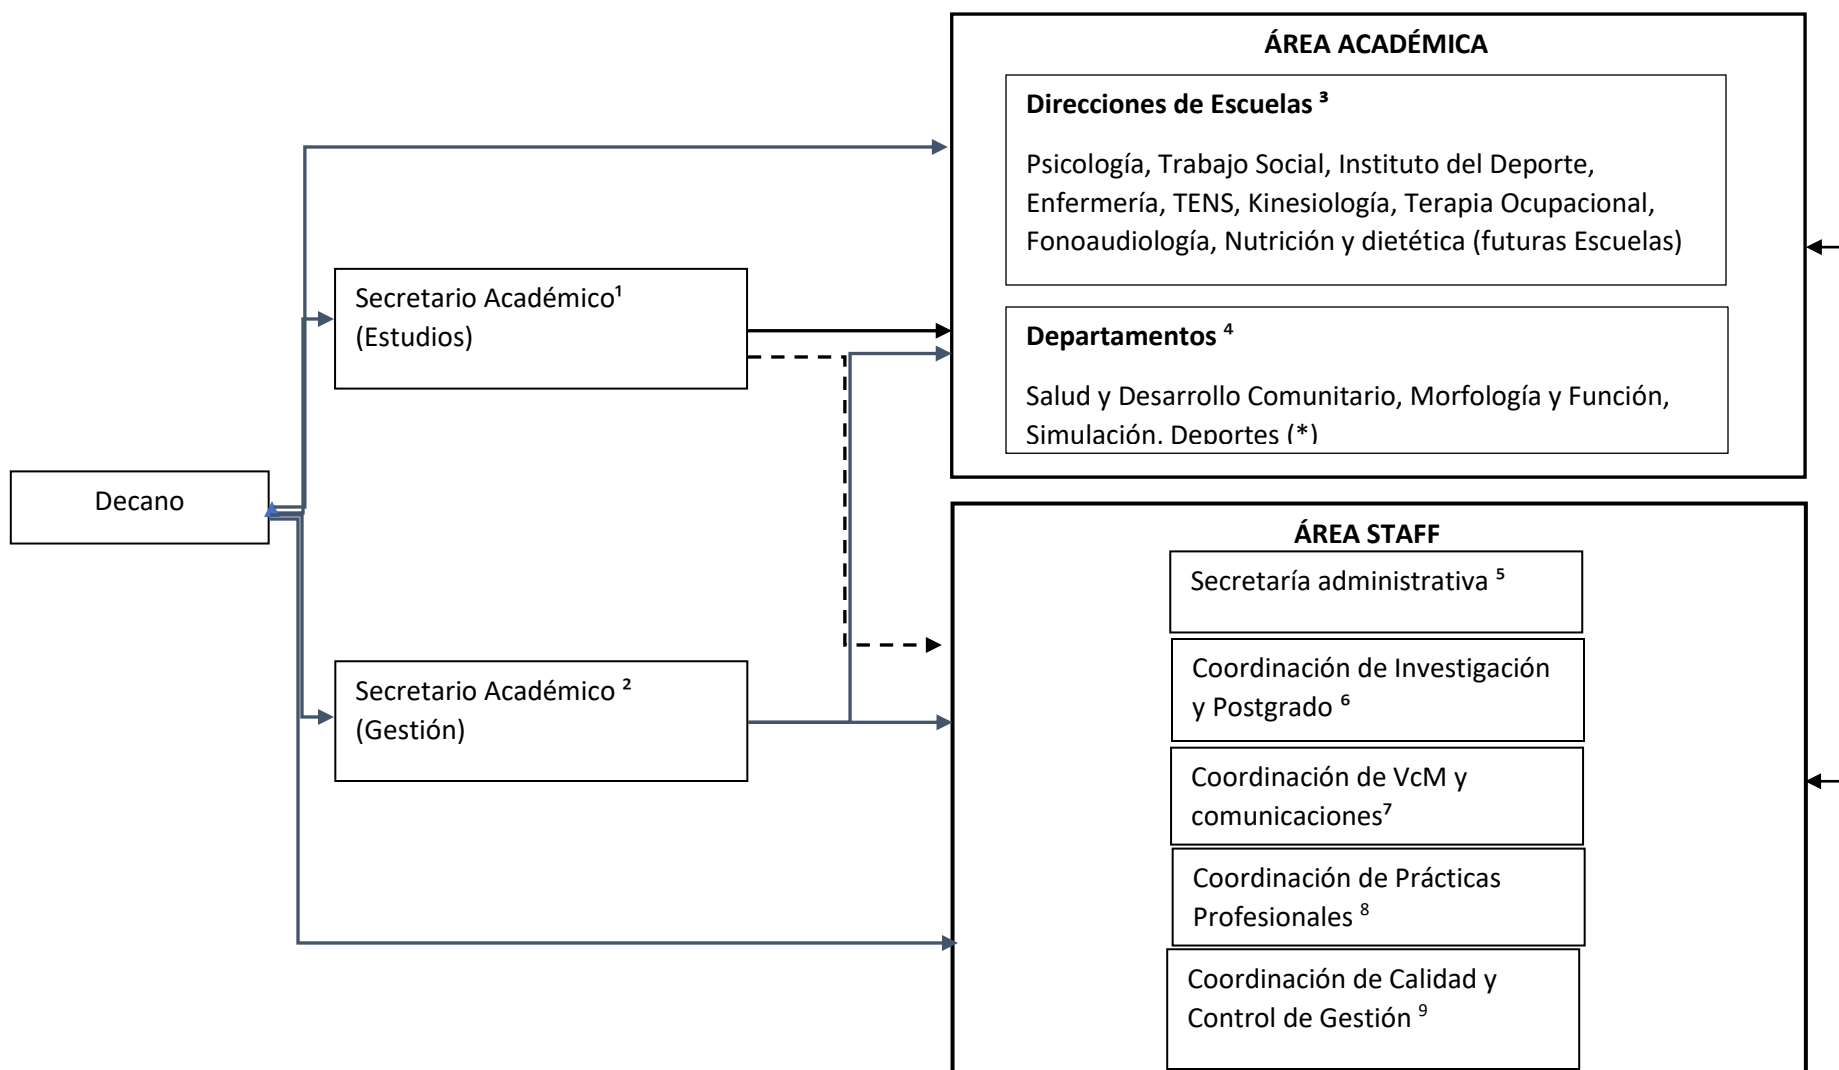 ÁREA ACADÉMICA
Direcciones de Escuelas ³
Psicología, Trabajo Social, Instituto del Deporte,
Enfermería, TENS, Kinesiología, Terapia Ocupacional,
Fonoaudiología, Nutrición y dietética (futuras Escuelas)
Departamentos ⁴
Salud y Desarrollo Comunitario, Morfología y Función,
Simulación. Deportes (*)
Secretario Académico¹
(Estudios)
Decano
Secretario Académico ²
(Gestión)
ÁREA STAFF
Secretaría administrativa ⁵
Coordinación de Investigación
y Postgrado ⁶
Coordinación de VcM y
comunicaciones⁷
Coordinación de Prácticas
Profesionales ⁸
Coordinación de Calidad y
Control de Gestión ⁹